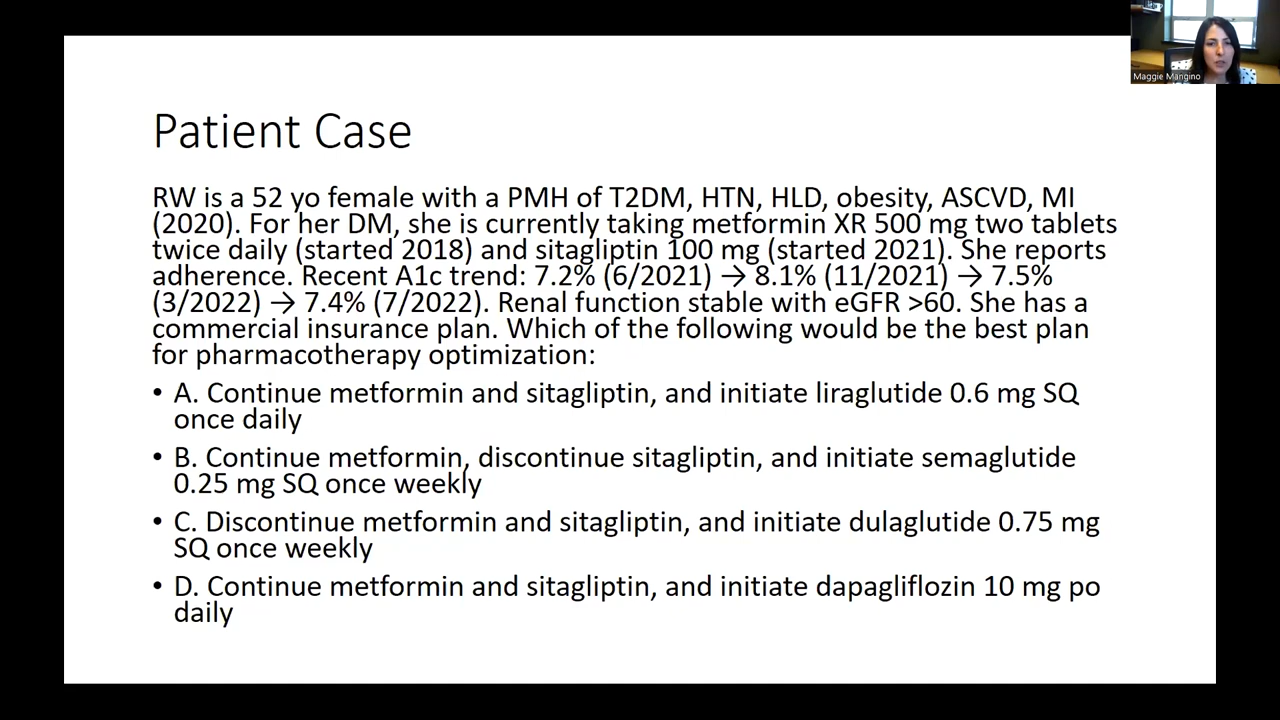 Maggie Mangino
Patient Case
RW is a 52 yo female with a PMH of T2DM, HTN, HLD, obesity, ASCVD, MI
(2020). For her DM, she is currently taking metformin XR 500 mg two tablets
twice daily (started 2018) and sitagliptin 100 mg (started 2021). She reports
adherence. Recent A1c trend: 7.2% (6/2021) → 8.1% (11/2021) → 7.5%
(3/2022) → 7.4% (7/2022). Renal function stable with eGFR >60. She has a
commercial insurance plan. Which of the following would be the best plan
for pharmacotherapy optimization:
• A. Continue metformin and sitagliptin, and initiate liraglutide 0.6 mg SQ
once daily
• B. Continue metformin, discontinue sitagliptin, and initiate semaglutide
0.25 mg SQ once weekly
• C. Discontinue metformin and sitagliptin, and initiate dulaglutide 0.75 mg
SQ once weekly
• D. Continue metformin and sitagliptin, and initiate dapagliflozin 10 mg po
daily